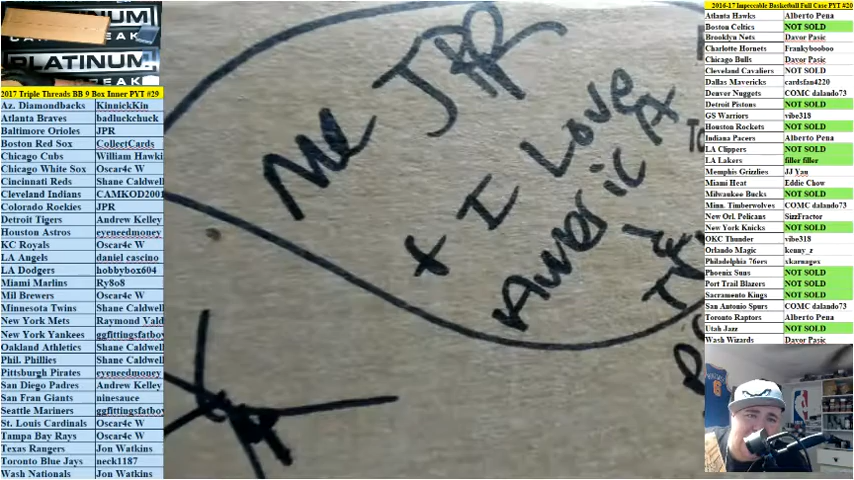 PLATINUM
BREAK
PLATINUM
2017 Triple Threads BB 9 Box Inner PYT #29
Az. Diamondbacks KinnickKin
Atlanta Braves badluckchuck
Baltimore Orioles JPR
Boston Red Sox CollectCards
Chicago Cubs William Hawki
Chicago White Sox Oscar4c W
Cincinnati Reds Shane Caldwel
Cleveland Indians CAMKOD2001
Colorado Rockies JPR
Detroit Tigers Andrew Kelley
Houston Astros eyeneedmoney
KC Royals Oscar4c W
LA Angels daniel cascino
LA Dodgers hobbybox604
Miami Marlins Ry8o8
Mil Brewers Oscar4c W
Minnesota Twins Shane Caldwel
New York Mets Raymond Vald
New York Yankees ggfittingsfatboy
Oakland Athletics Shane Caldwel
Phil. Phillies Shane Caldwel
Pittsburgh Pirates eyeneedmoney
San Diego Padres Andrew Kelley
San Fran Giants ninesauce
Seattle Mariners ggfittingsfatboy
St. Louis Cardinals Oscar4c W
Tampa Bay Rays Oscar4c W
Texas Rangers Jon Watkins
Toronto Blue Jays neck1187
Wash Nationals Jon Watkins
Mr JPR
+ I Love
America
2016-17 Impeccable Basketball Full Case PYT #20
Atlanta Hawks Alberto Pena
Boston Celtics NOT SOLD
Brooklyn Nets Davor Pasic
Charlotte Hornets Frankybooboo
Chicago Bulls Davor Pasic
Cleveland Cavaliers NOT SOLD
Dallas Mavericks cardsfan4220
Denver Nuggets COMC dalando73
Detroit Pistons NOT SOLD
GS Warriors vibe318
Houston Rockets NOT SOLD
Indiana Pacers Alberto Pena
LA Clippers NOT SOLD
LA Lakers filler filler
Memphis Grizzlies JJ Yau
Miami Heat Eddie Chow
Milwaukee Bucks NOT SOLD
Minn. Timberwolves COMC dalando73
New Orl. Pelicans SizzFractor
New York Knicks NOT SOLD
OKC Thunder vibe318
Orlando Magic kenny_z
Philadelphia 76ers xkarnagex
Phoenix Suns NOT SOLD
Port Trail Blazers NOT SOLD
Sacramento Kings NOT SOLD
San Antonio Spurs COMC dalando73
Toronto Raptors Alberto Pena
Utah Jazz NOT SOLD
Wash Wizards Davor Pasic